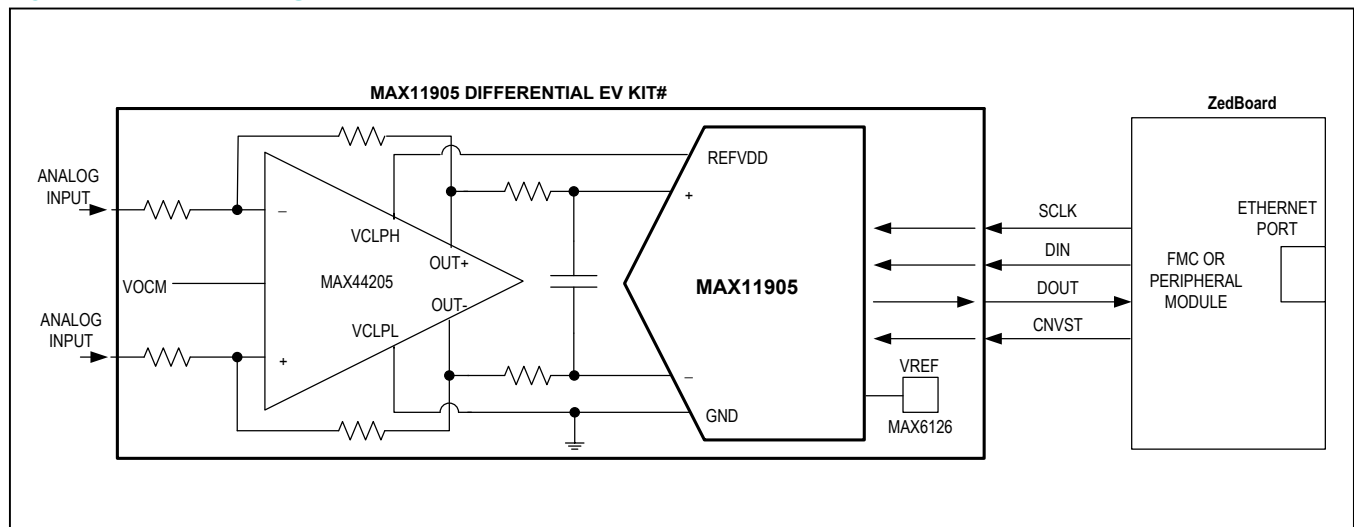 MAX11905 DIFFERENTIAL EV KIT#
ZedBoard
ANALOG
INPUT
−
VCLPH
OUT+
MAX44205
VOCM
OUT-
VCLPL
ANALOG
INPUT
+
REFVDD
+
MAX11905
−
GND
VREF
MAX6126
SCLK
DIN
DOUT
CNVST
FMC OR
PERIPHERAL
MODULE
ETHERNET
PORT